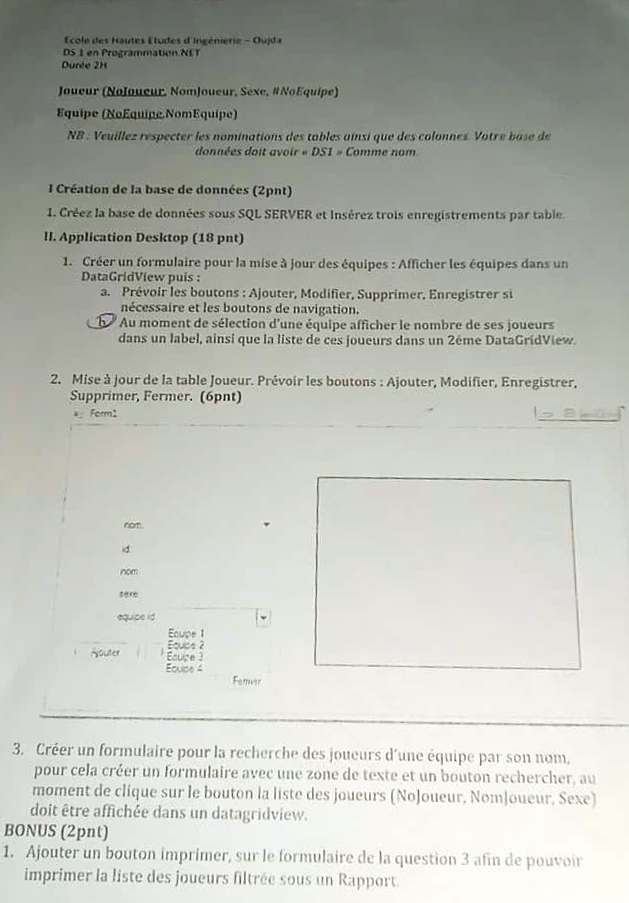 Ecole des Hautes Etudes d'Ingénierie – Oujda
DS 1 en Programmation.NET
Durée 2H
Joueur (NoJoueur, NomJoueur, Sexe, #NoEquipe)
Equipe (NoEquipe,NomEquipe)
NB : Veuillez respecter les nominations des tables ainsi que des colonnes. Votre base de
données doit avoir « DS1 » Comme nom.
I Création de la base de données (2pnt)
1. Créez la base de données sous SQL SERVER et Insérez trois enregistrements par table.
II. Application Desktop (18 pnt)
1. Créer un formulaire pour la mise à jour des équipes : Afficher les équipes dans un
DataGridView puis :
a. Prévoir les boutons : Ajouter, Modifier, Supprimer, Enregistrer si
nécessaire et les boutons de navigation.
b. Au moment de sélection d'une équipe afficher le nombre de ses joueurs
dans un label, ainsi que la liste de ces joueurs dans un 2éme DataGridView.
2. Mise à jour de la table Joueur. Prévoir les boutons : Ajouter, Modifier, Enregistrer,
Supprimer, Fermer. (6pnt)
Form1
nom
id
nom
sexe
equipe id
Equipe 1
Equipe 2
Ajouter
Equipe 3
Equipe 4
Fermer
3. Créer un formulaire pour la recherche des joueurs d'une équipe par son nom,
pour cela créer un formulaire avec une zone de texte et un bouton rechercher, au
moment de clique sur le bouton la liste des joueurs (NoJoueur, NomJoueur, Sexe)
doit être affichée dans un datagridview.
BONUS (2pnt)
1. Ajouter un bouton imprimer, sur le formulaire de la question 3 afin de pouvoir
imprimer la liste des joueurs filtrée sous un Rapport.